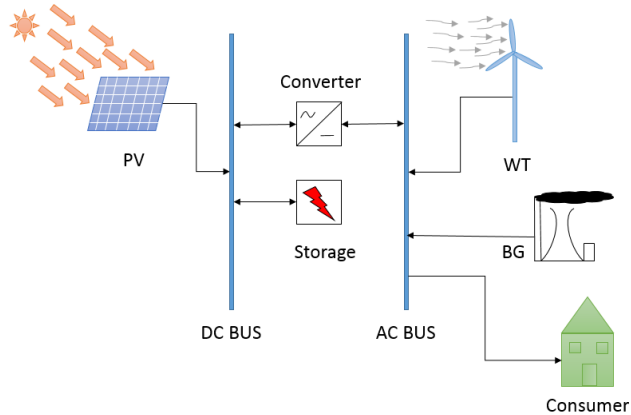 Converter
PV
WT
Storage
BG
DC BUS
AC BUS
Consumer